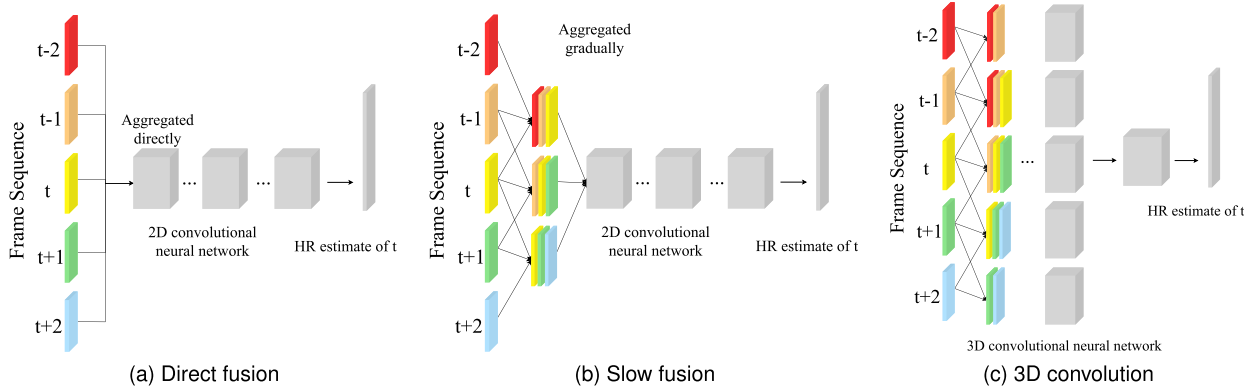 Frame Sequence
t-2
t-1
t
t+1
t+2
Aggregated
directly
...
...
2D convolutional
neural network
HR estimate of t
(a) Direct fusion
Frame Sequence
t-2
t-1
t
t+1
t+2
Aggregated
gradually
...
...
2D convolutional
neural network
HR estimate of t
(b) Slow fusion
Frame Sequence
t-2
t-1
t
t+1
t+2
...
HR estimate of t
3D convolutional neural network
(c) 3D convolution